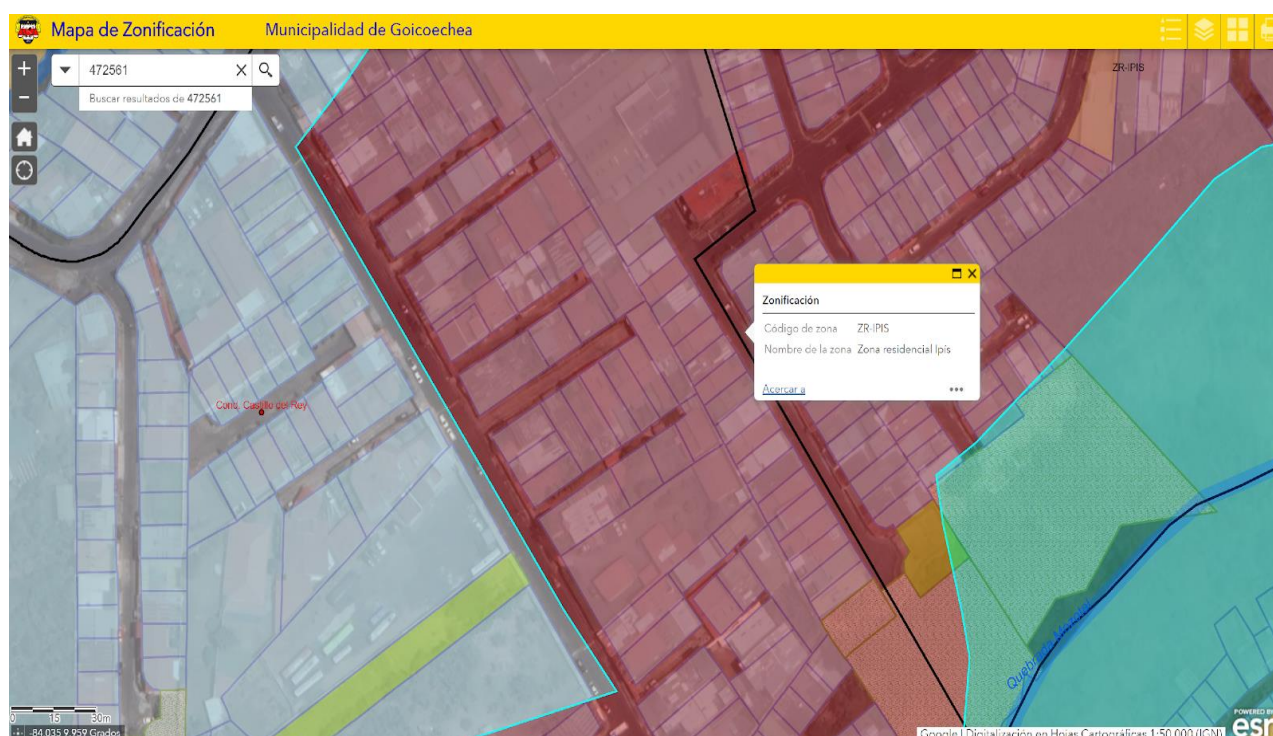 Mapa de Zonificación
Municipalidad de Goicoechea
472561
Buscar resultados de 472561
ZR-IPIS
Zonificación
Código de zona ZR-IPIS
Nombre de la zona Zona residencial Ipís
Acercar a
Cond. Castillo del Rey
Quebrada
0 15 30m
-84.035 9.959 Grados
Google | Digitalización en Hojas Cartográficas 1:50.000 (IGN)
POWERED BY
esri